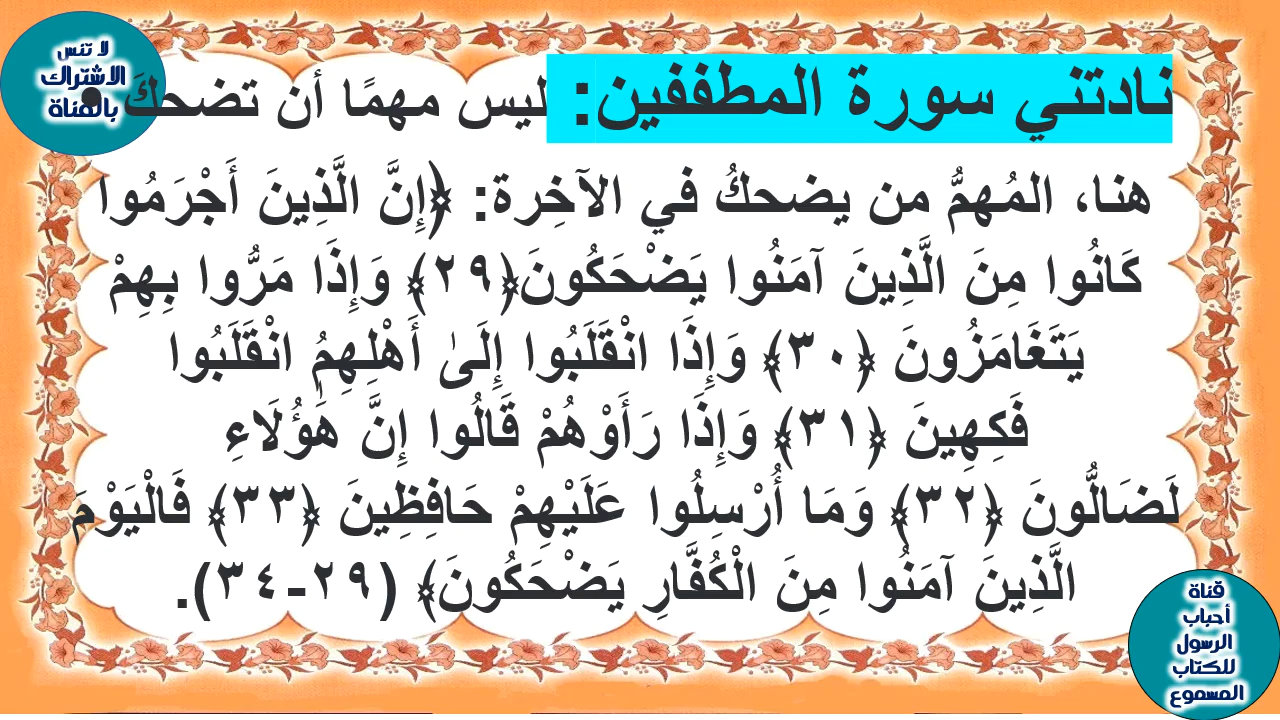 لا تنس
الاشتراك
بالقناة
نادتني سورة المطففين: ليس مهمًا أن تضحكَ
هنا، المُهمُّ من يضحكُ في الآخِرة: ﴿إِنَّ الَّذِينَ أَجْرَمُوا
كَانُوا مِنَ الَّذِينَ آمَنُوا يَضْحَكُونَ﴿٢٩﴾ وَإِذَا مَرُّوا بِهِمْ
يَتَغَامَزُونَ ﴿٣٠﴾ وَإِذَا انْقَلَبُوا إِلَىٰ أَهْلِهِمُ انْقَلَبُوا
فَكِهِينَ ﴿٣١﴾ وَإِذَا رَأَوْهُمْ قَالُوا إِنَّ هَؤُلَاءِ
لَضَالُّونَ ﴿٣٢﴾ وَمَا أُرْسِلُوا عَلَيْهِمْ حَافِظِينَ ﴿٣٣﴾ فَالْيَوْمَ
الَّذِينَ آمَنُوا مِنَ الْكُفَّارِ يَضْحَكُونَ﴾ (٢٩-٣٤).
قناة
أحباب
الرسول
للكتاب
المسموع